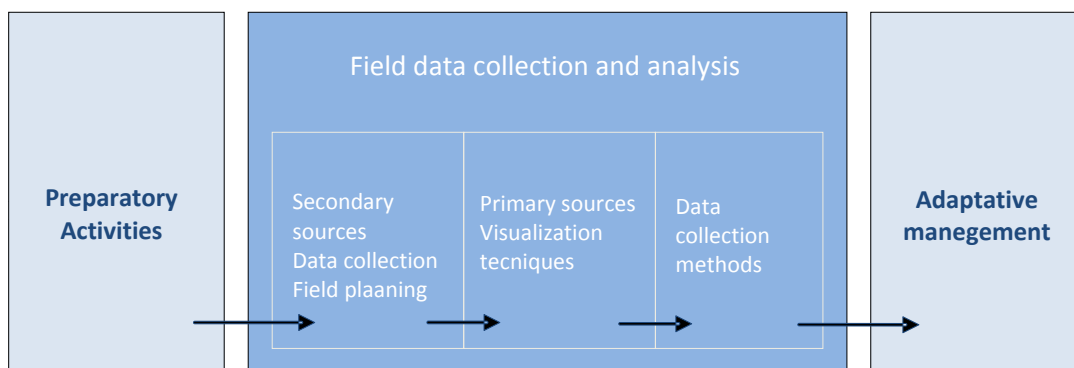 Field data collection and analysis
Preparatory
Activities
Secondary
sources
Data collection
Field plaaning
Primary sources
Visualization
tecniques
Data
collection
methods
Adaptative
manegement